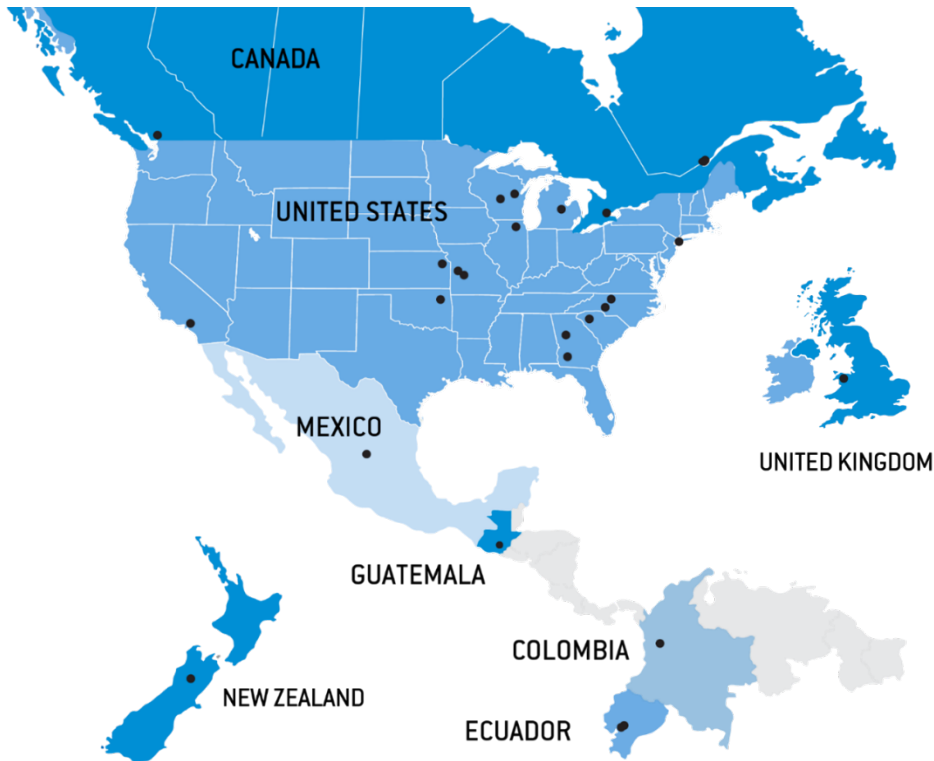 CANADA
UNITED STATES
MEXICO
UNITED KINGDOM
GUATEMALA
COLOMBIA
NEW ZEALAND
ECUADOR